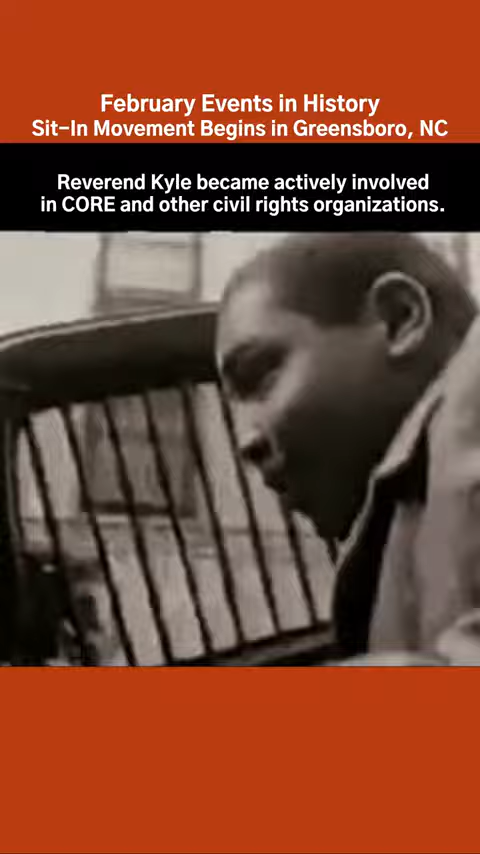 February Events in History
Sit-In Movement Begins in Greensboro, NC
Reverend Kyle became actively involved
in CORE and other civil rights organizations.